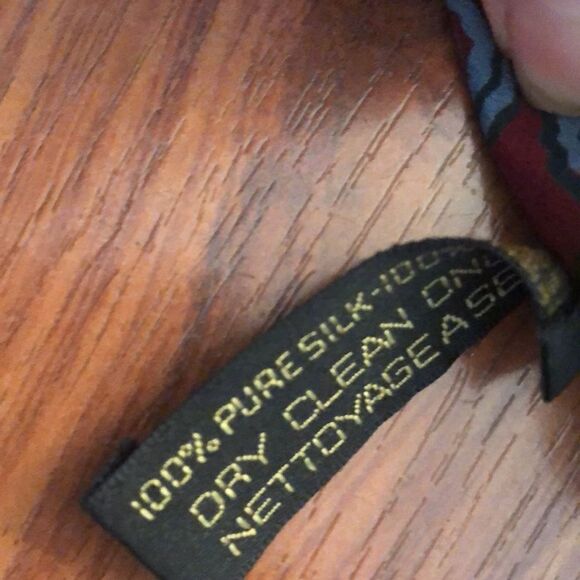 100% PURE SILK-100
DRY CLEAN ON
NETTOYAGE A SE